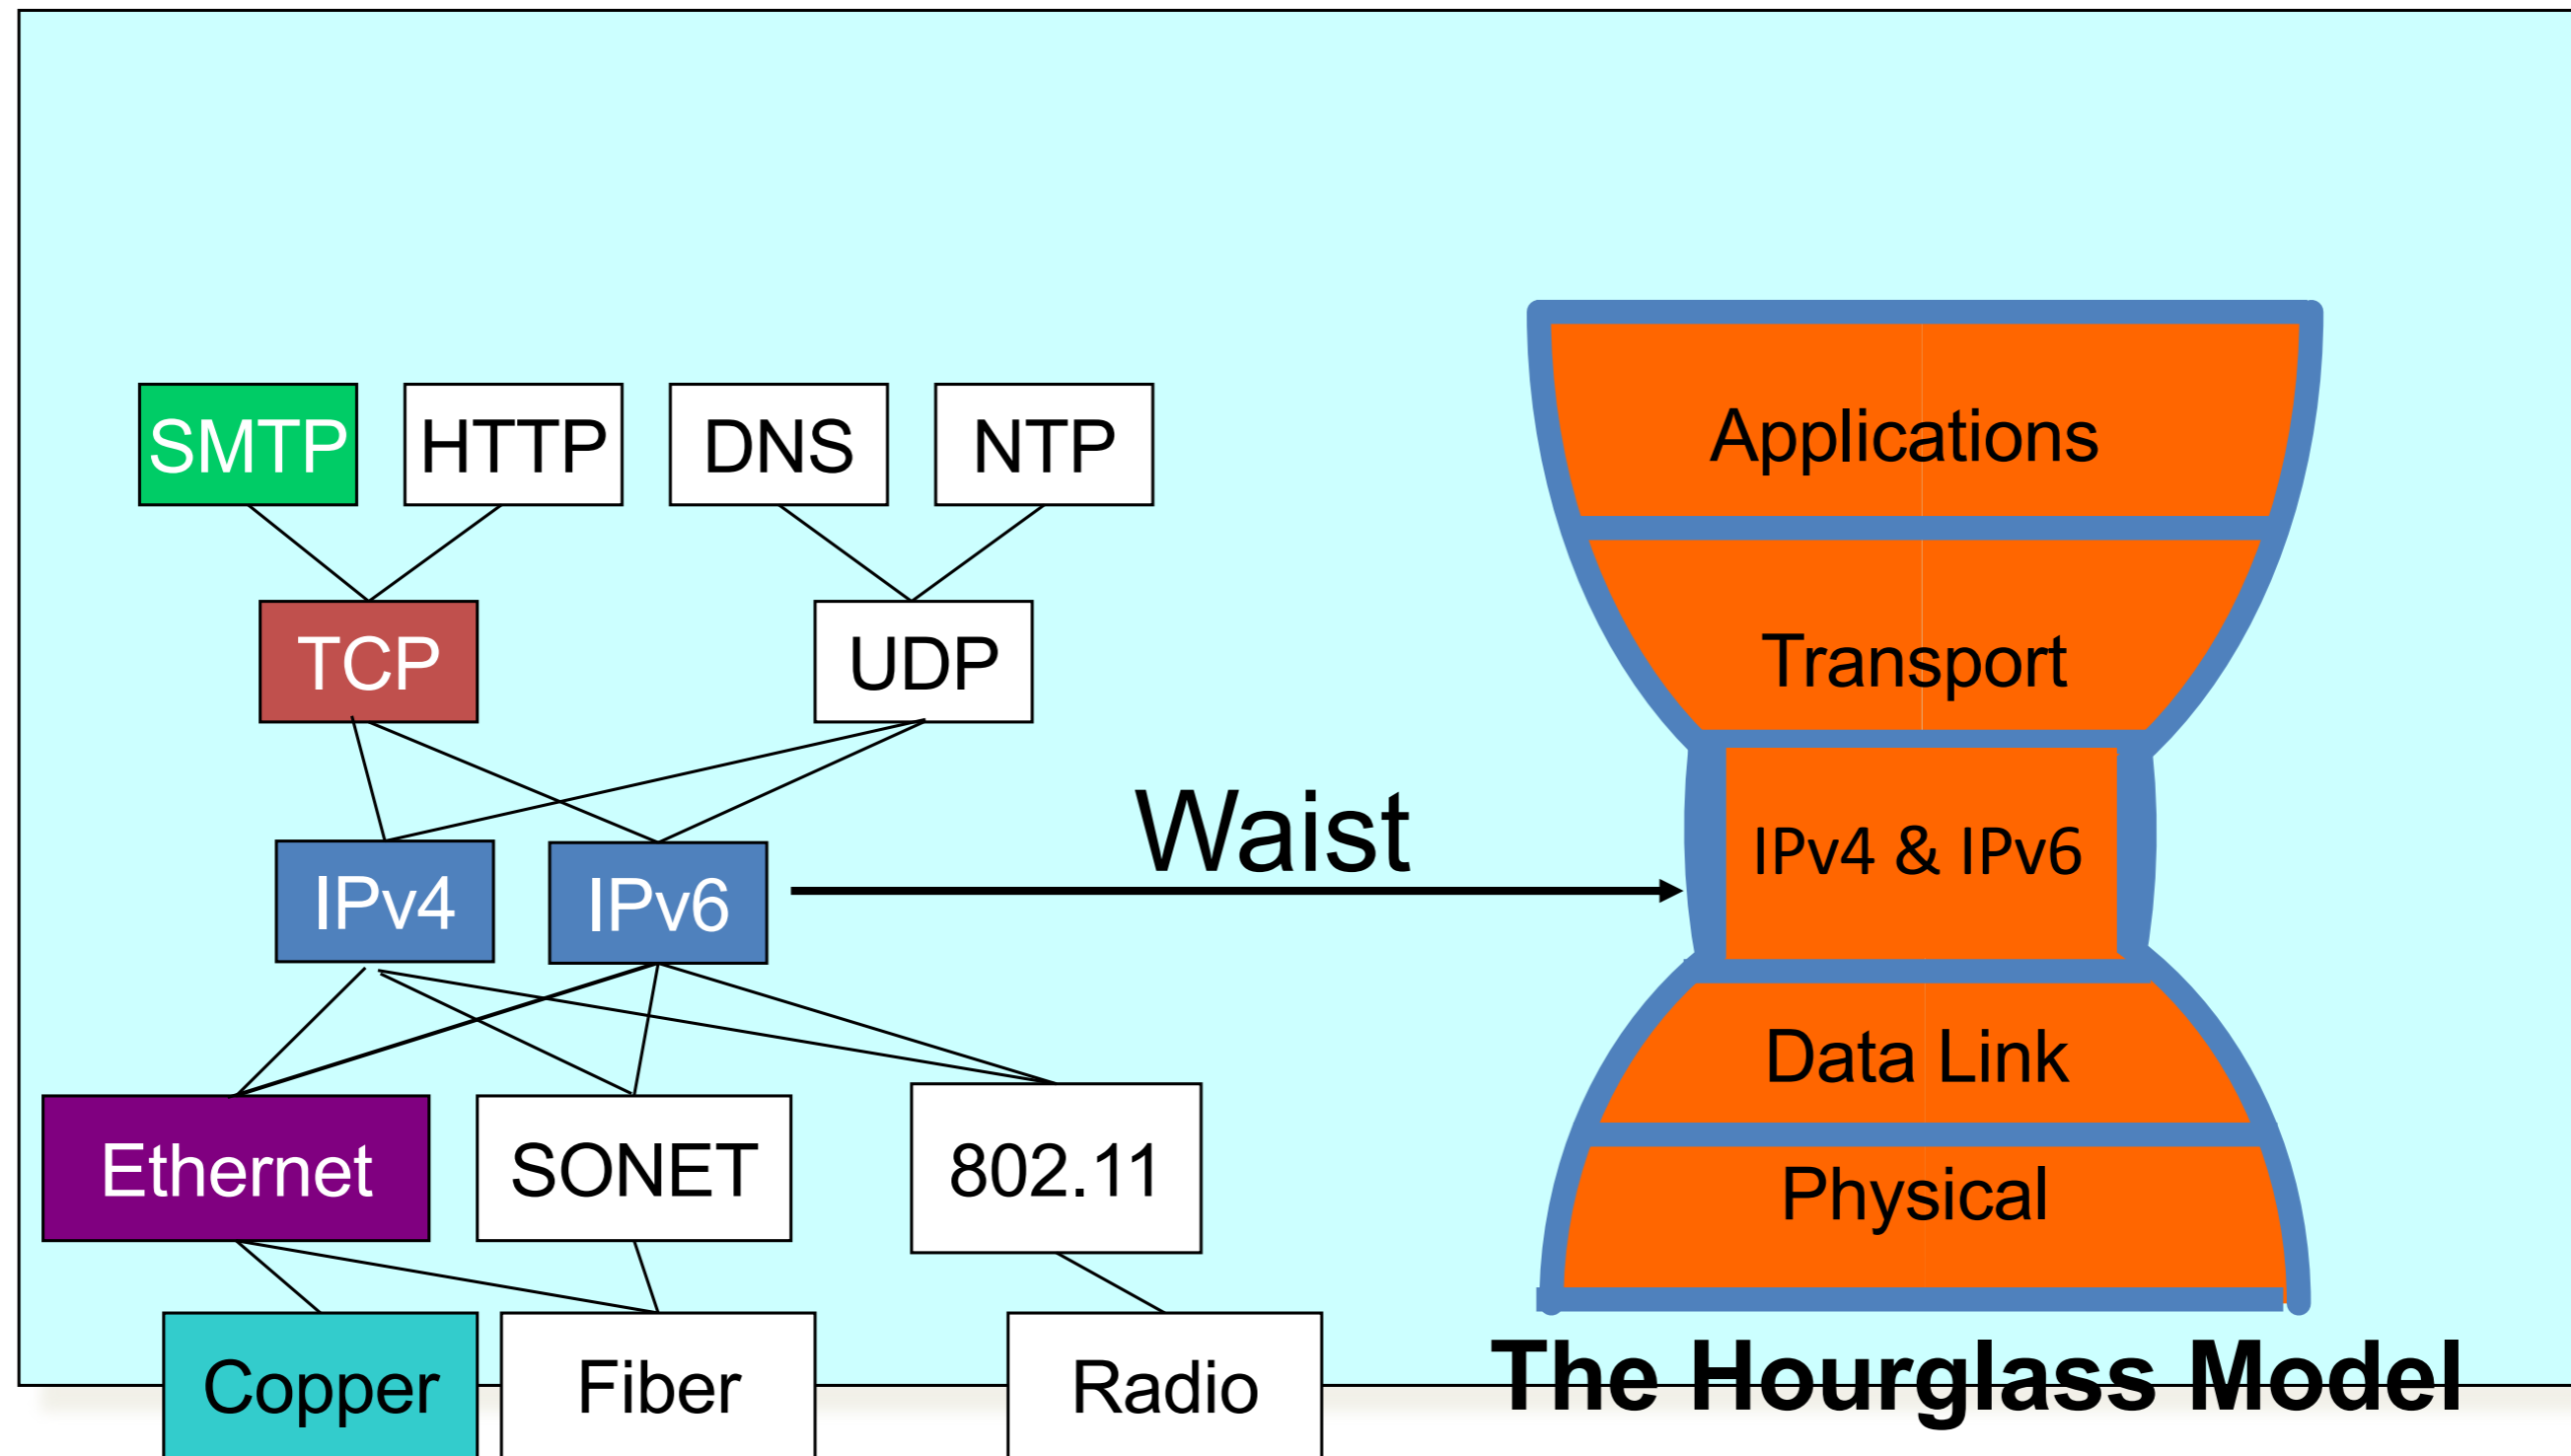 SMTP HTTP DNS NTP
TCP UDP
IPv4 IPv6
Ethernet SONET 802.11
Copper Fiber Radio
Waist
Applications
Transport
IPv4 & IPv6
Data Link
Physical
The Hourglass Model